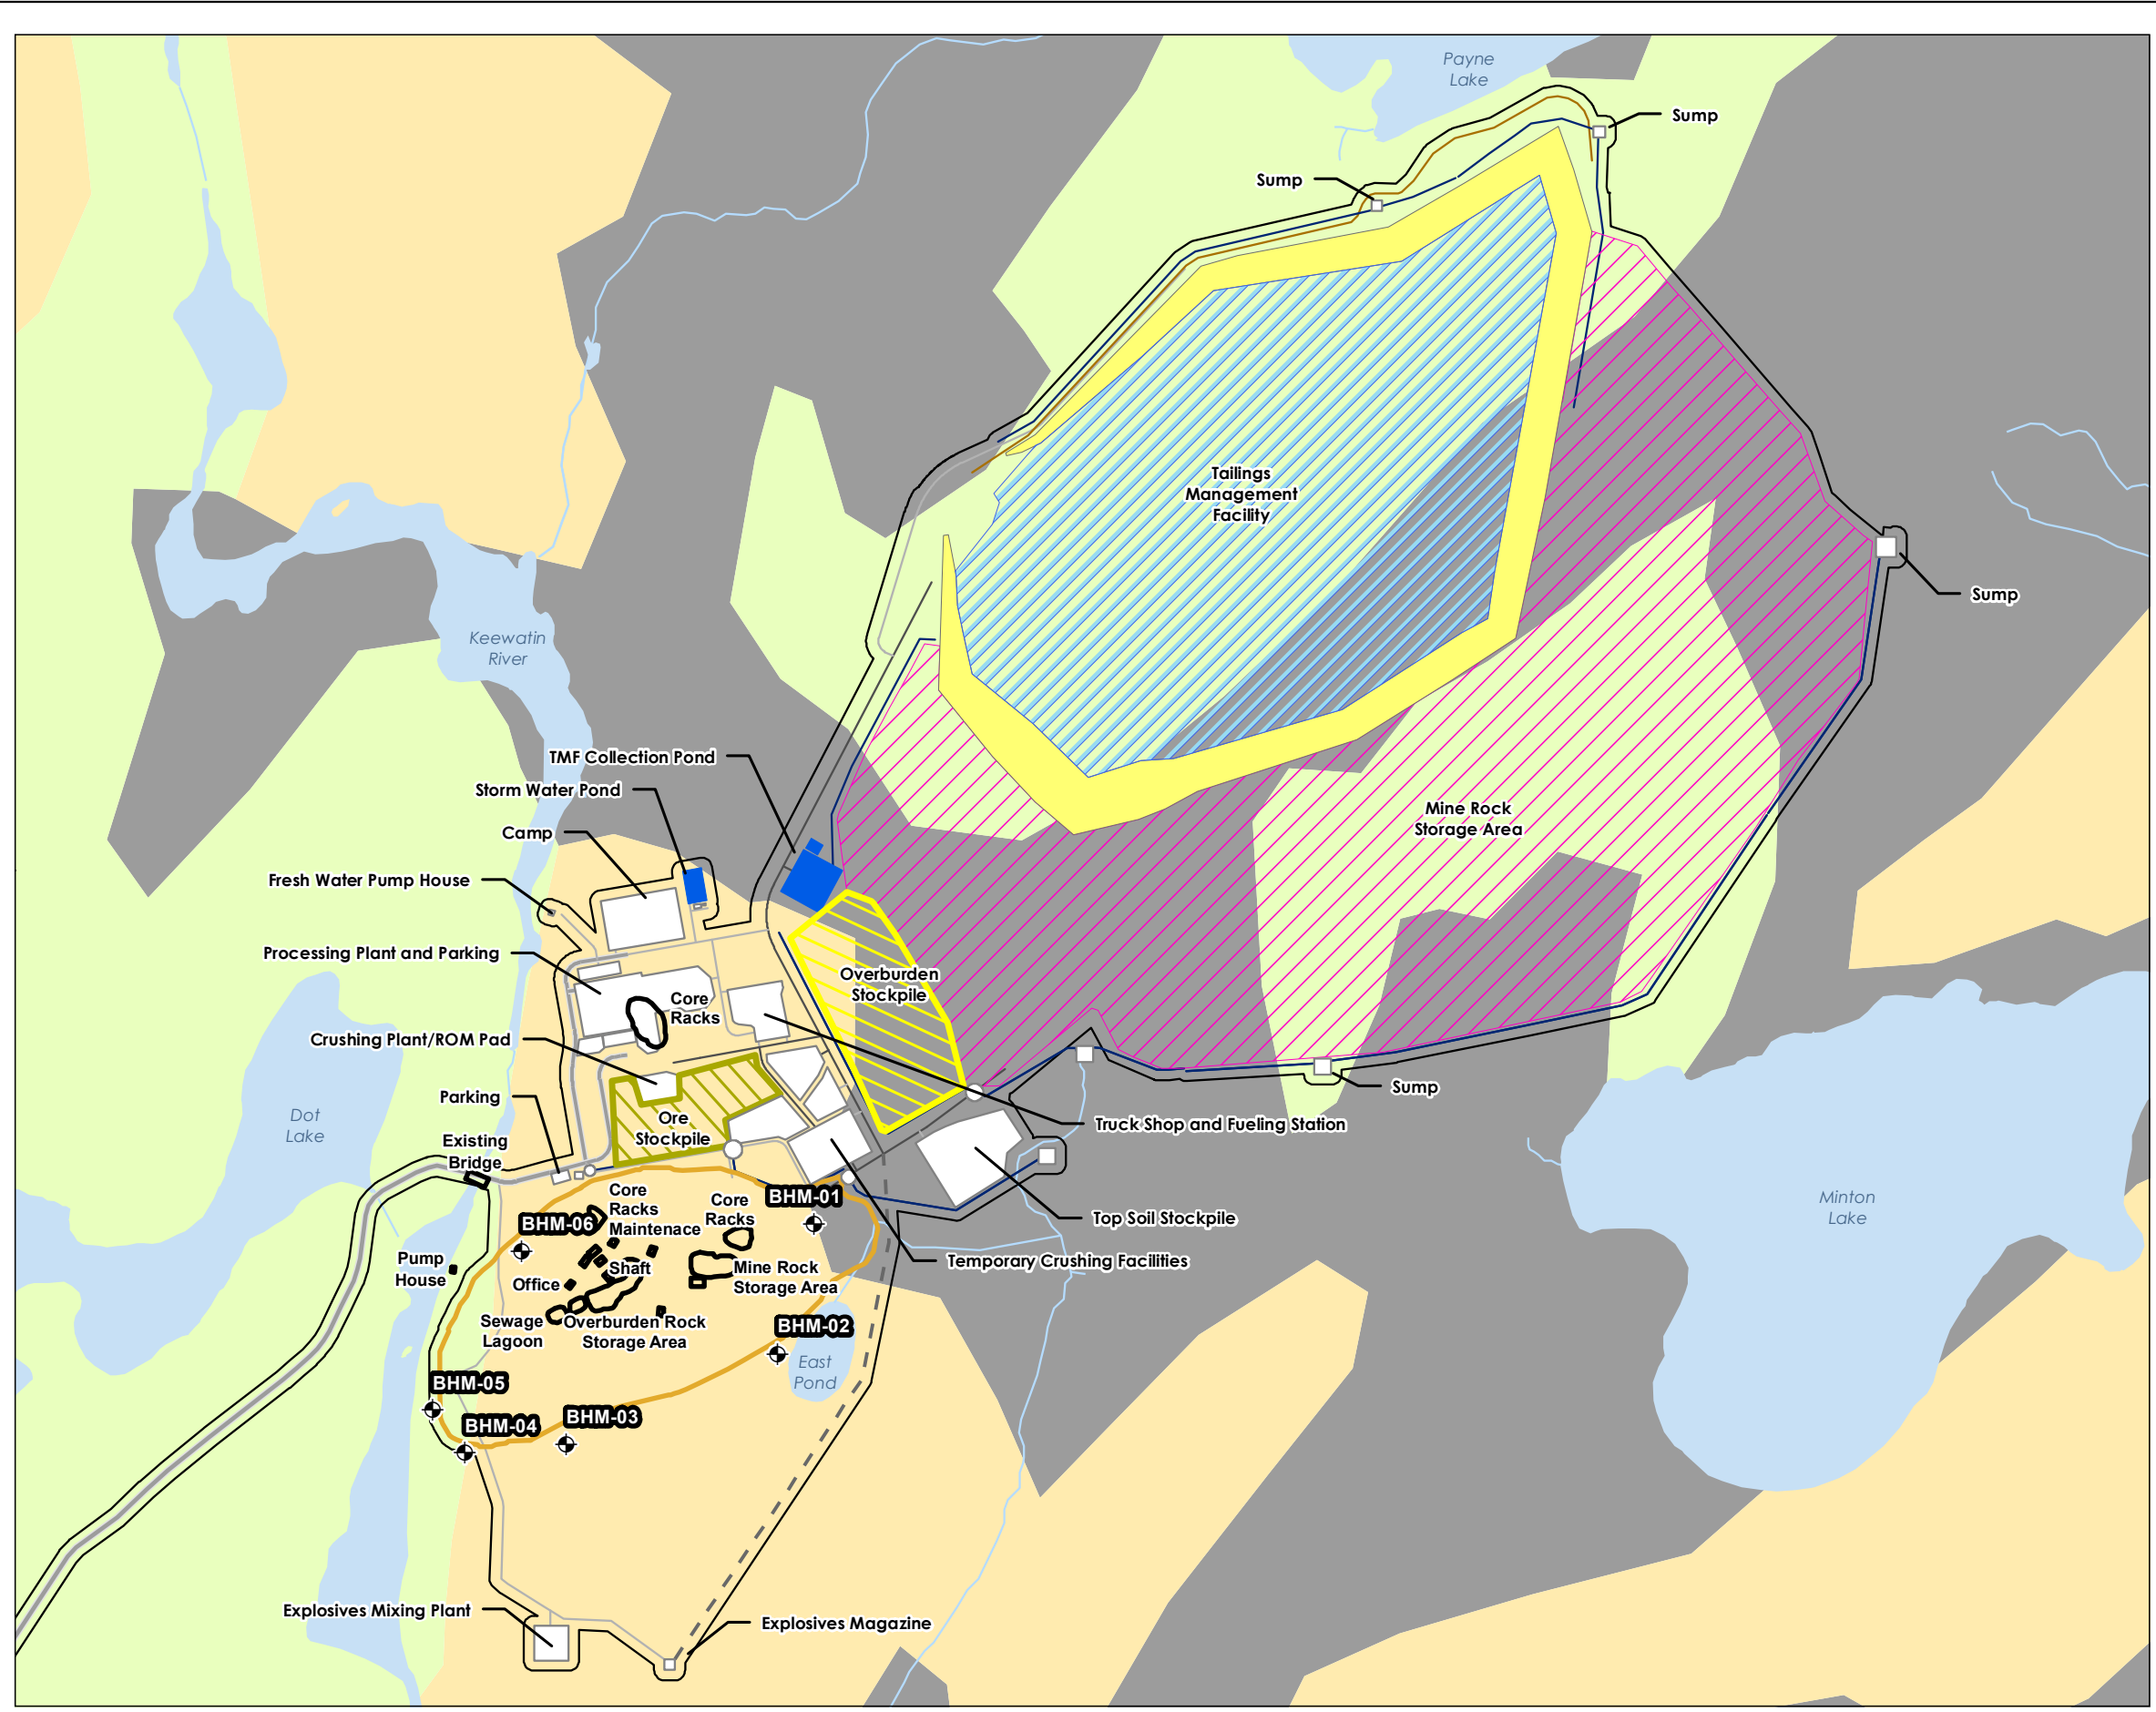 Payne
Lake
Sump
Sump
Tailings
Management
Facility
Sump
Keewatin
River
TMF Collection Pond
Storm Water Pond
Mine Rock
Storage Area
Camp
Fresh Water Pump House
Processing Plant and Parking
Overburden
Stockpile
Core
Racks
Crushing Plant/ROM Pad
Sump
Parking
Dot
Lake
Ore
Stockpile
Truck Shop and Fueling Station
Existing
Bridge
BHM-01
Core
Racks
Maintenace
Core
Racks
Minton
Lake
BHM-06
Top Soil Stockpile
Pump
House
Shaft
Temporary Crushing Facilities
Office
Mine Rock
Storage Area
Sewage
Lagoon
Overburden Rock
Storage Area
BHM-02
East
Pond
BHM-05
BHM-04
BHM-03
Explosives Mixing Plant
Explosives Magazine